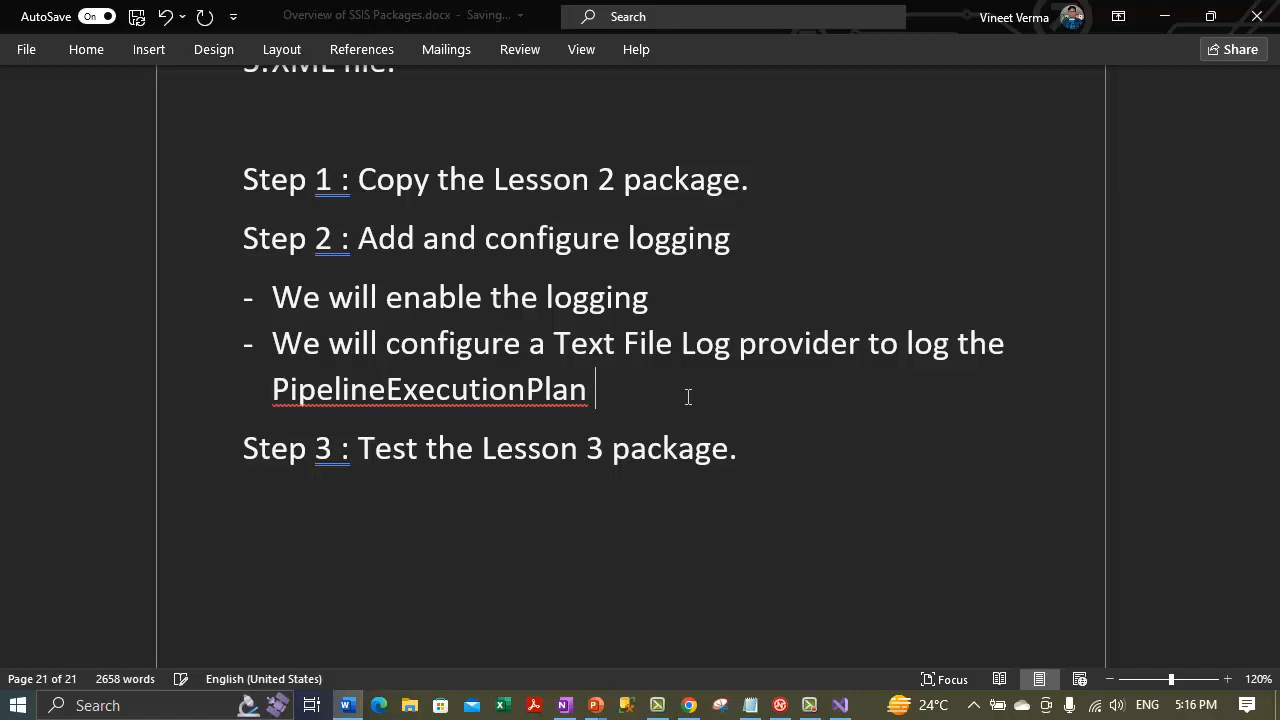 AutoSave On Overview of SSIS Packages.docx - Saving... Search Vineet Verma
File Home Insert Design Layout References Mailings Review View Help Share
3.XML file.
Step 1 : Copy the Lesson 2 package.
Step 2 : Add and configure logging
- We will enable the logging
- We will configure a Text File Log provider to log the
PipelineExecutionPlan
Step 3 : Test the Lesson 3 package.
Page 21 of 21 2658 words English (United States) Focus 120%
Search 24°C ENG 5:16 PM